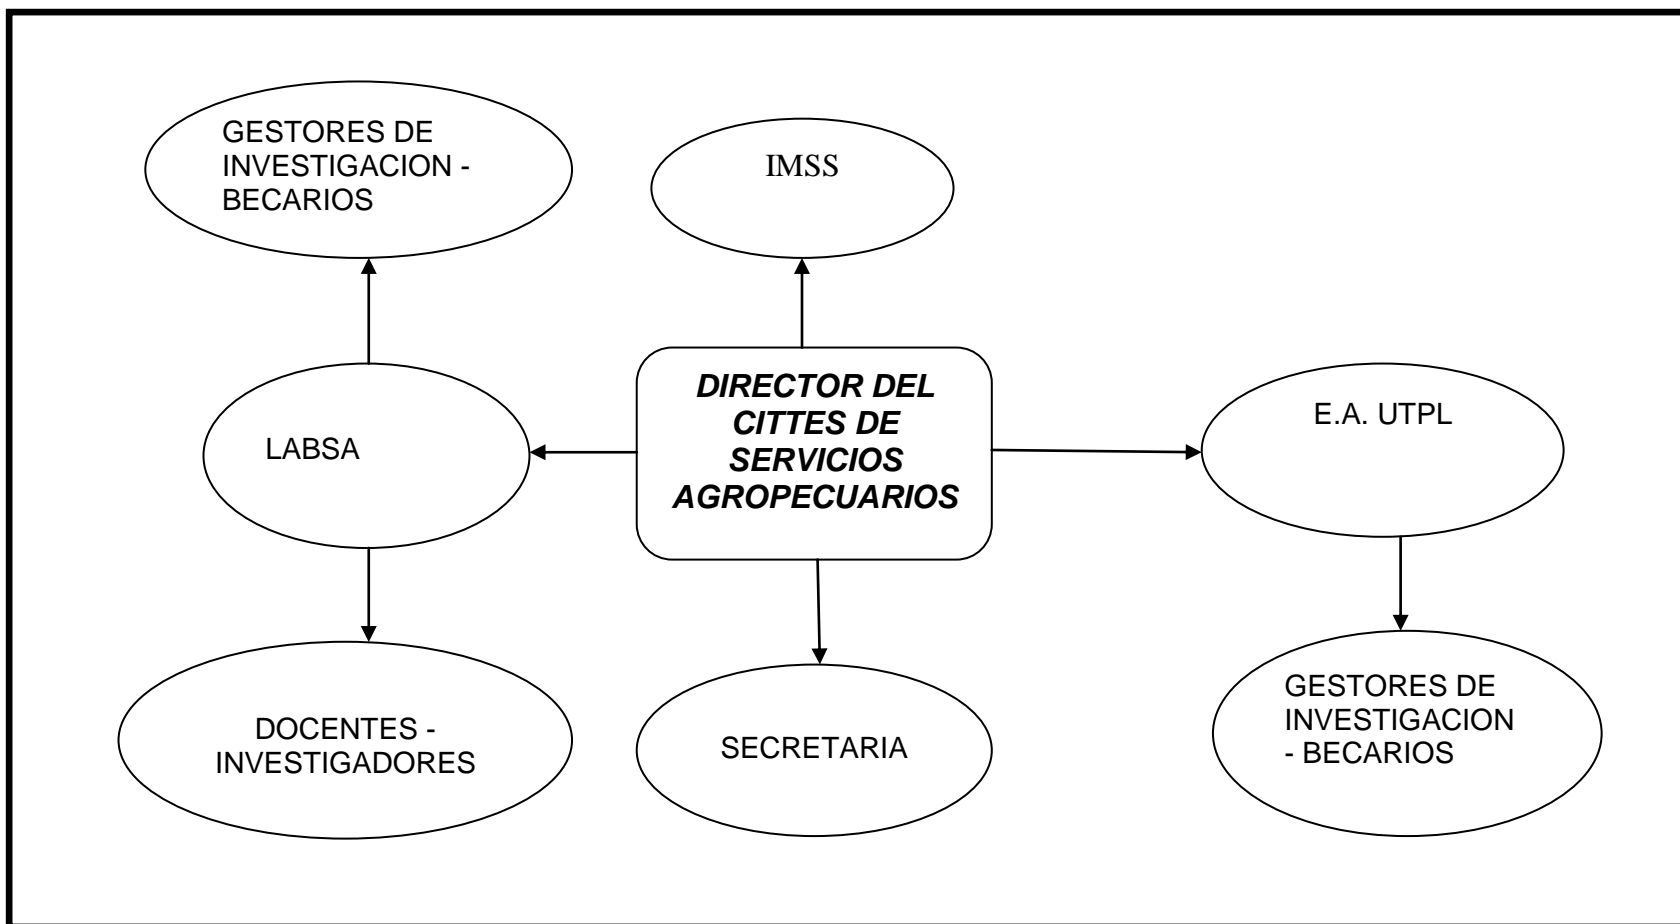 GESTORES DE
INVESTIGACION -
BECARIOS
IMSS
LABSA
DIRECTOR DEL
CITTES DE
SERVICIOS
AGROPECUARIOS
E.A. UTPL
DOCENTES -
INVESTIGADORES
SECRETARIA
GESTORES DE
INVESTIGACION
- BECARIOS